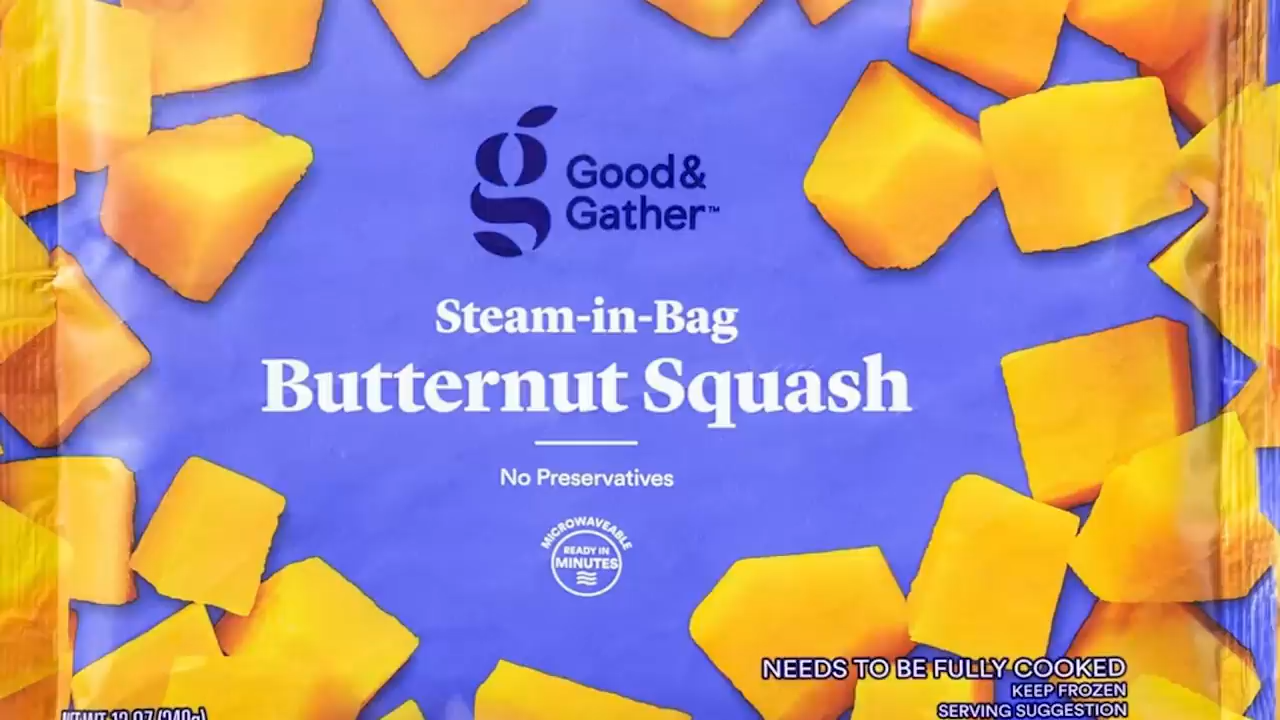 Good&
Gather™
Steam-in-Bag
Butternut Squash
No Preservatives
MICROWAVEABLE
READY IN
MINUTES
NEEDS TO BE FULLY COOKED
KEEP FROZEN
SERVING SUGGESTION